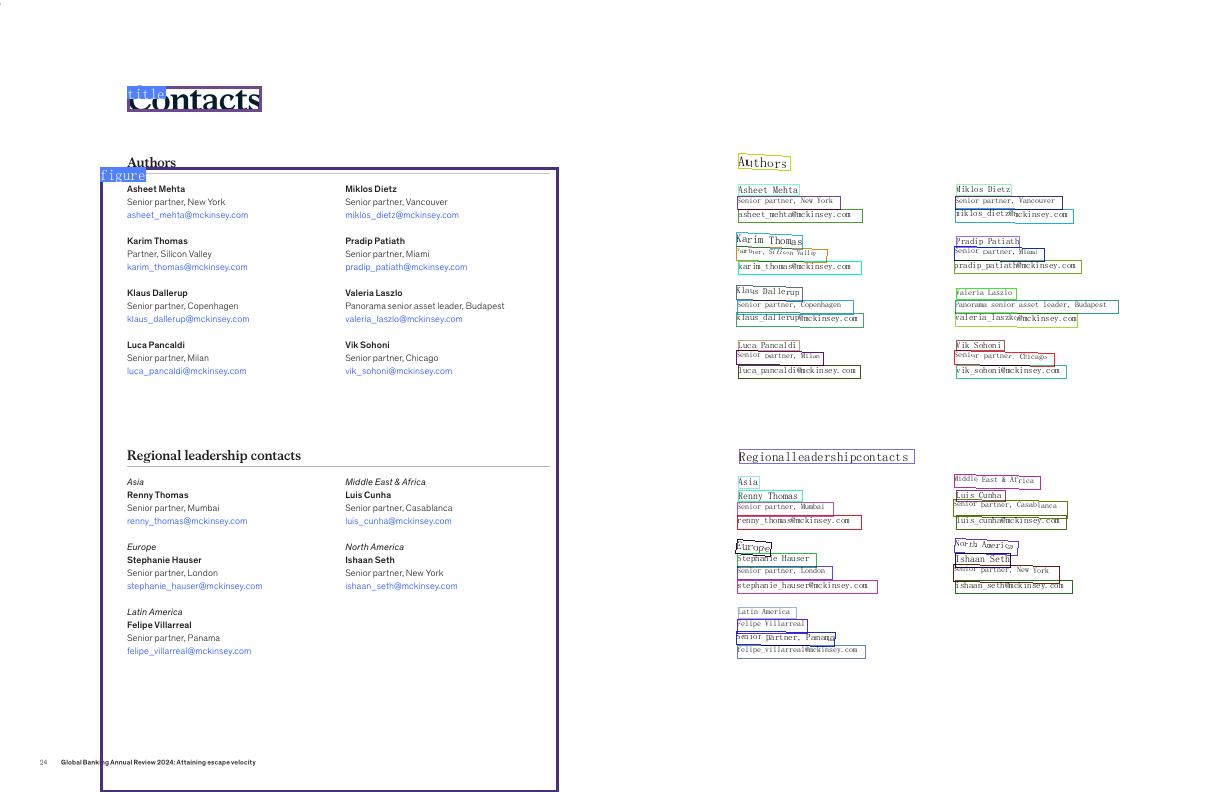 title
Contacts
Authors
figure
Asheet Mehta
Senior partner, New York
asheet_mehta@mckinsey.com
Miklos Dietz
Senior partner, Vancouver
miklos_dietz@mckinsey.com
Karim Thomas
Partner, Silicon Valley
karim_thomas@mckinsey.com
Pradip Patiath
Senior partner, Miami
pradip_patiath@mckinsey.com
Klaus Dallerup
Senior partner, Copenhagen
klaus_dallerup@mckinsey.com
Valeria Laszlo
Panorama senior asset leader, Budapest
valeria_laszlo@mckinsey.com
Luca Pancaldi
Senior partner, Milan
luca_pancaldi@mckinsey.com
Vik Sohoni
Senior partner, Chicago
vik_sohoni@mckinsey.com
Regional leadership contacts
Asia
Renny Thomas
Senior partner, Mumbai
renny_thomas@mckinsey.com
Middle East & Africa
Luis Cunha
Senior partner, Casablanca
luis_cunha@mckinsey.com
Europe
Stephanie Hauser
Senior partner, London
stephanie_hauser@mckinsey.com
North America
Ishaan Seth
Senior partner, New York
ishaan_seth@mckinsey.com
Latin America
Felipe Villarreal
Senior partner, Panama
felipe_villarreal@mckinsey.com
24 Global Banking Annual Review 2024: Attaining escape velocity
Authors
Asheet Mehta
Senior partner, New York
asheet_mehta@mckinsey.com
Miklos Dietz
Senior partner, Vancouver
miklos_dietz@mckinsey.com
Karim Thomas
Partner, Silicon Valley
karim_thomas@mckinsey.com
Pradip Patiath
Senior partner, Miami
pradip_patiath@mckinsey.com
Klaus Dallerup
Senior partner, Copenhagen
klaus_dallerup@mckinsey.com
Valeria Laszlo
Panorama senior asset leader, Budapest
valeria_laszlo@mckinsey.com
Luca Pancaldi
Senior partner, Milan
luca_pancaldi@mckinsey.com
Vik Sohoni
Senior partner, Chicago
vik_sohoni@mckinsey.com
Regionalleadershipcontacts
Asia
Renny Thomas
Senior partner, Mumbai
renny_thomas@mckinsey.com
Middle East & Africa
Luis Cunha
Senior partner, Casablanca
luis_cunha@mckinsey.com
Europe
Stephanie Hauser
Senior partner, London
stephanie_hauser@mckinsey.com
North America
Ishaan Seth
Senior partner, New York
ishaan_seth@mckinsey.com
Latin America
Felipe Villarreal
Senior partner, Panama
felipe_villarreal@mckinsey.com